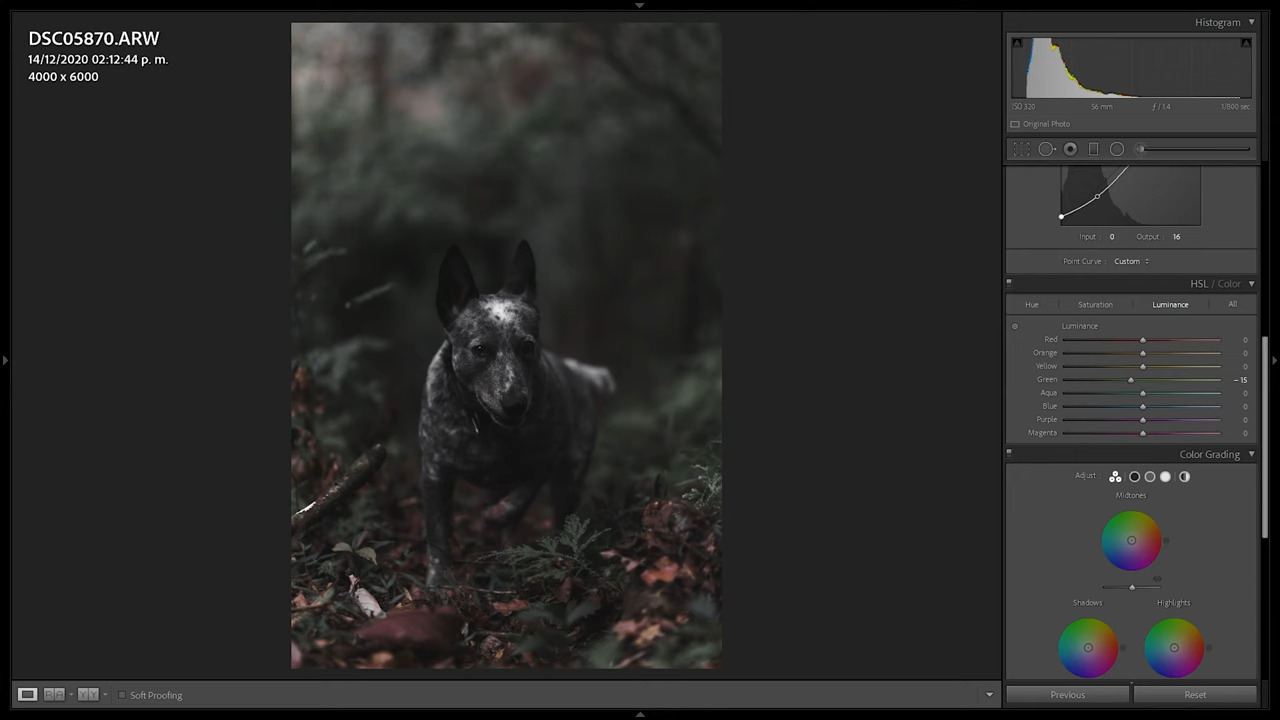 DSC05870.ARW
14/12/2020 02:12:44 p. m.
4000 x 6000
Histogram
ISO 320 56 mm ƒ / 1.4 1/800 sec
Original Photo
Input : 0 Output : 16
Point Curve : Custom
HSL / Color
Hue Saturation Luminance All
Luminance
Red 0
Orange 0
Yellow 0
Green - 15
Aqua 0
Blue 0
Purple 0
Magenta 0
Color Grading
Adjust :
Midtones
Shadows Highlights
Soft Proofing
Previous Reset